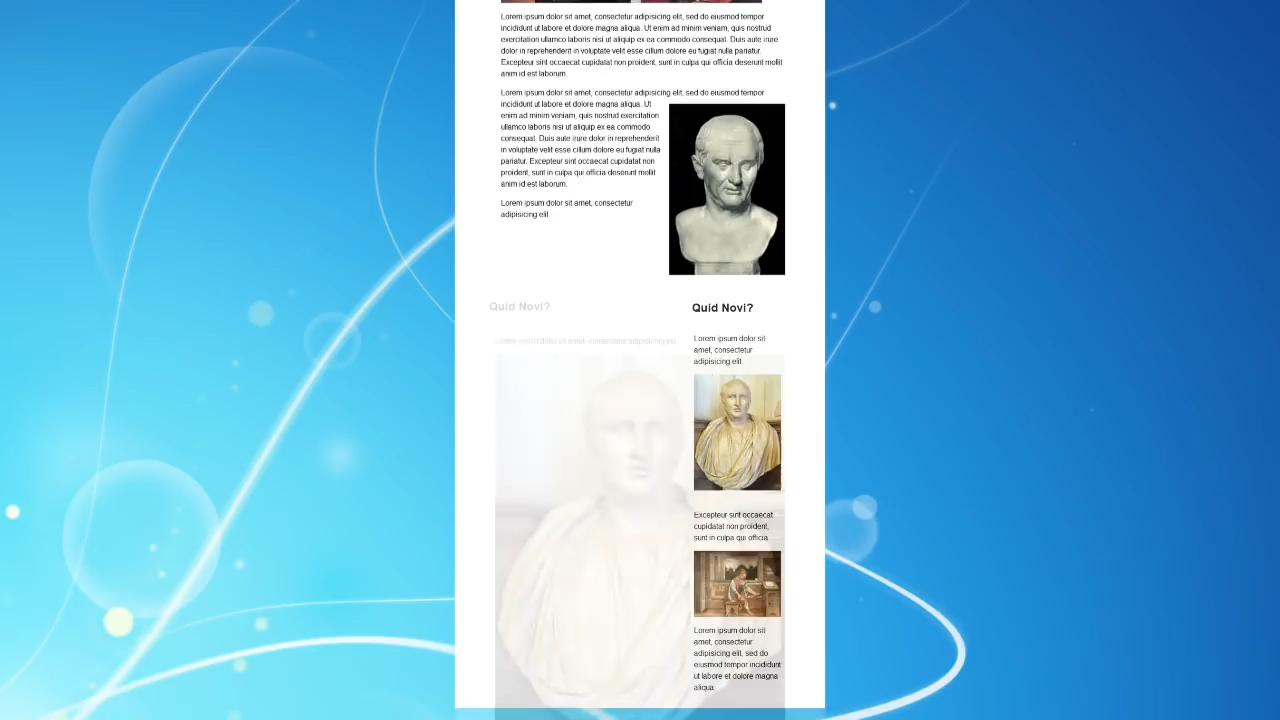 Lorem ipsum dolor sit amet, consectetur adipisicing elit, sed do eiusmod tempor
incididunt ut labore et dolore magna aliqua. Ut enim ad minim veniam, quis nostrud
exercitation ullamco laboris nisi ut aliquip ex ea commodo consequat. Duis aute irure
dolor in reprehenderit in voluptate velit esse cillum dolore eu fugiat nulla pariatur.
Excepteur sint occaecat cupidatat non proident, sunt in culpa qui officia deserunt mollit
anim id est laborum.
Lorem ipsum dolor sit amet, consectetur adipisicing elit, sed do eiusmod tempor
incididunt ut labore et dolore magna aliqua. Ut
enim ad minim veniam, quis nostrud exercitation
ullamco laboris nisi ut aliquip ex ea commodo
consequat. Duis aute irure dolor in reprehenderit
in voluptate velit esse cillum dolore eu fugiat nulla
pariatur. Excepteur sint occaecat cupidatat non
proident, sunt in culpa qui officia deserunt mollit
anim id est laborum.
Lorem ipsum dolor sit amet, consectetur
adipisicing elit
Quid Novi?
Lorem ipsum dolor sit amet, consectetur adipisicing elit
Quid Novi?
Lorem ipsum dolor sit
amet, consectetur
adipisicing elit
Excepteur sint occaecat
cupidatat non proident,
sunt in culpa qui officia
Lorem ipsum dolor sit
amet, consectetur
adipisicing elit, sed do
eiusmod tempor incididunt
ut labore et dolore magna
aliqua